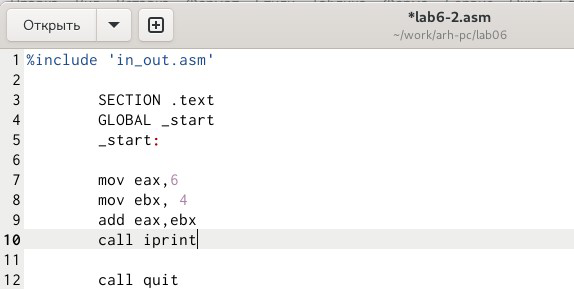 Открыть
*lab6-2.asm
~/work/arh-pc/lab06
1 %include 'in_out.asm'
2
3 SECTION .text
4 GLOBAL _start
5 _start:
6
7 mov eax,6
8 mov ebx, 4
9 add eax,ebx
10 call iprint
11
12 call quit